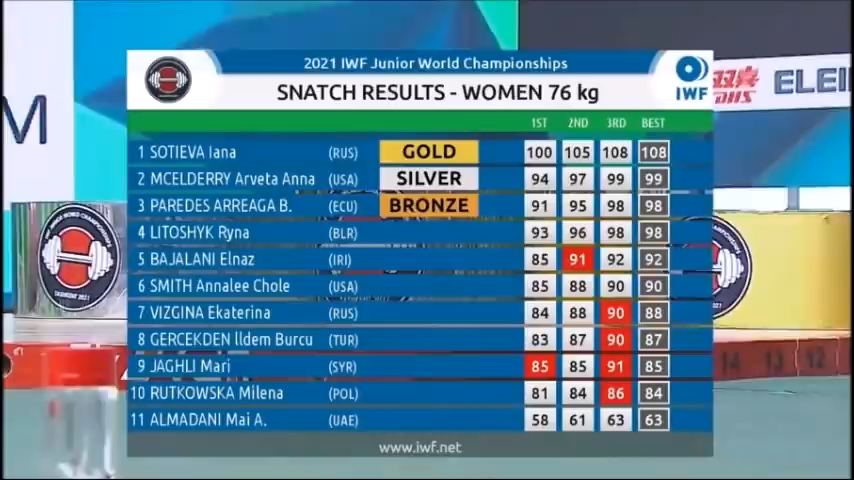 2021 IWF Junior World Championships
SNATCH RESULTS - WOMEN 76 kg
IWF
ELEI
M
1ST 2ND 3RD BEST
1 SOTIEVA Iana (RUS) GOLD 100 105 108 108
2 MCELDERRY Arveta Anna (USA) SILVER 94 97 99 99
3 PAREDES ARREAGA B. (ECU) BRONZE 91 95 98 98
4 LITOSHYK Ryna (BLR) 93 96 98 98
5 BAJALANI Elnaz (IRI) 85 91 92 92
6 SMITH Annalee Chole (USA) 85 88 90 90
7 VIZGINA Ekaterina (RUS) 84 88 90 88
8 GERCEKDEN Ildem Burcu (TUR) 83 87 90 87
9 JAGHLI Mari (SYR) 85 85 91 85
10 RUTKOWSKA Milena (POL) 81 84 86 84
11 ALMADANI Mai A. (UAE) 58 61 63 63
www.iwf.net
14 13 12